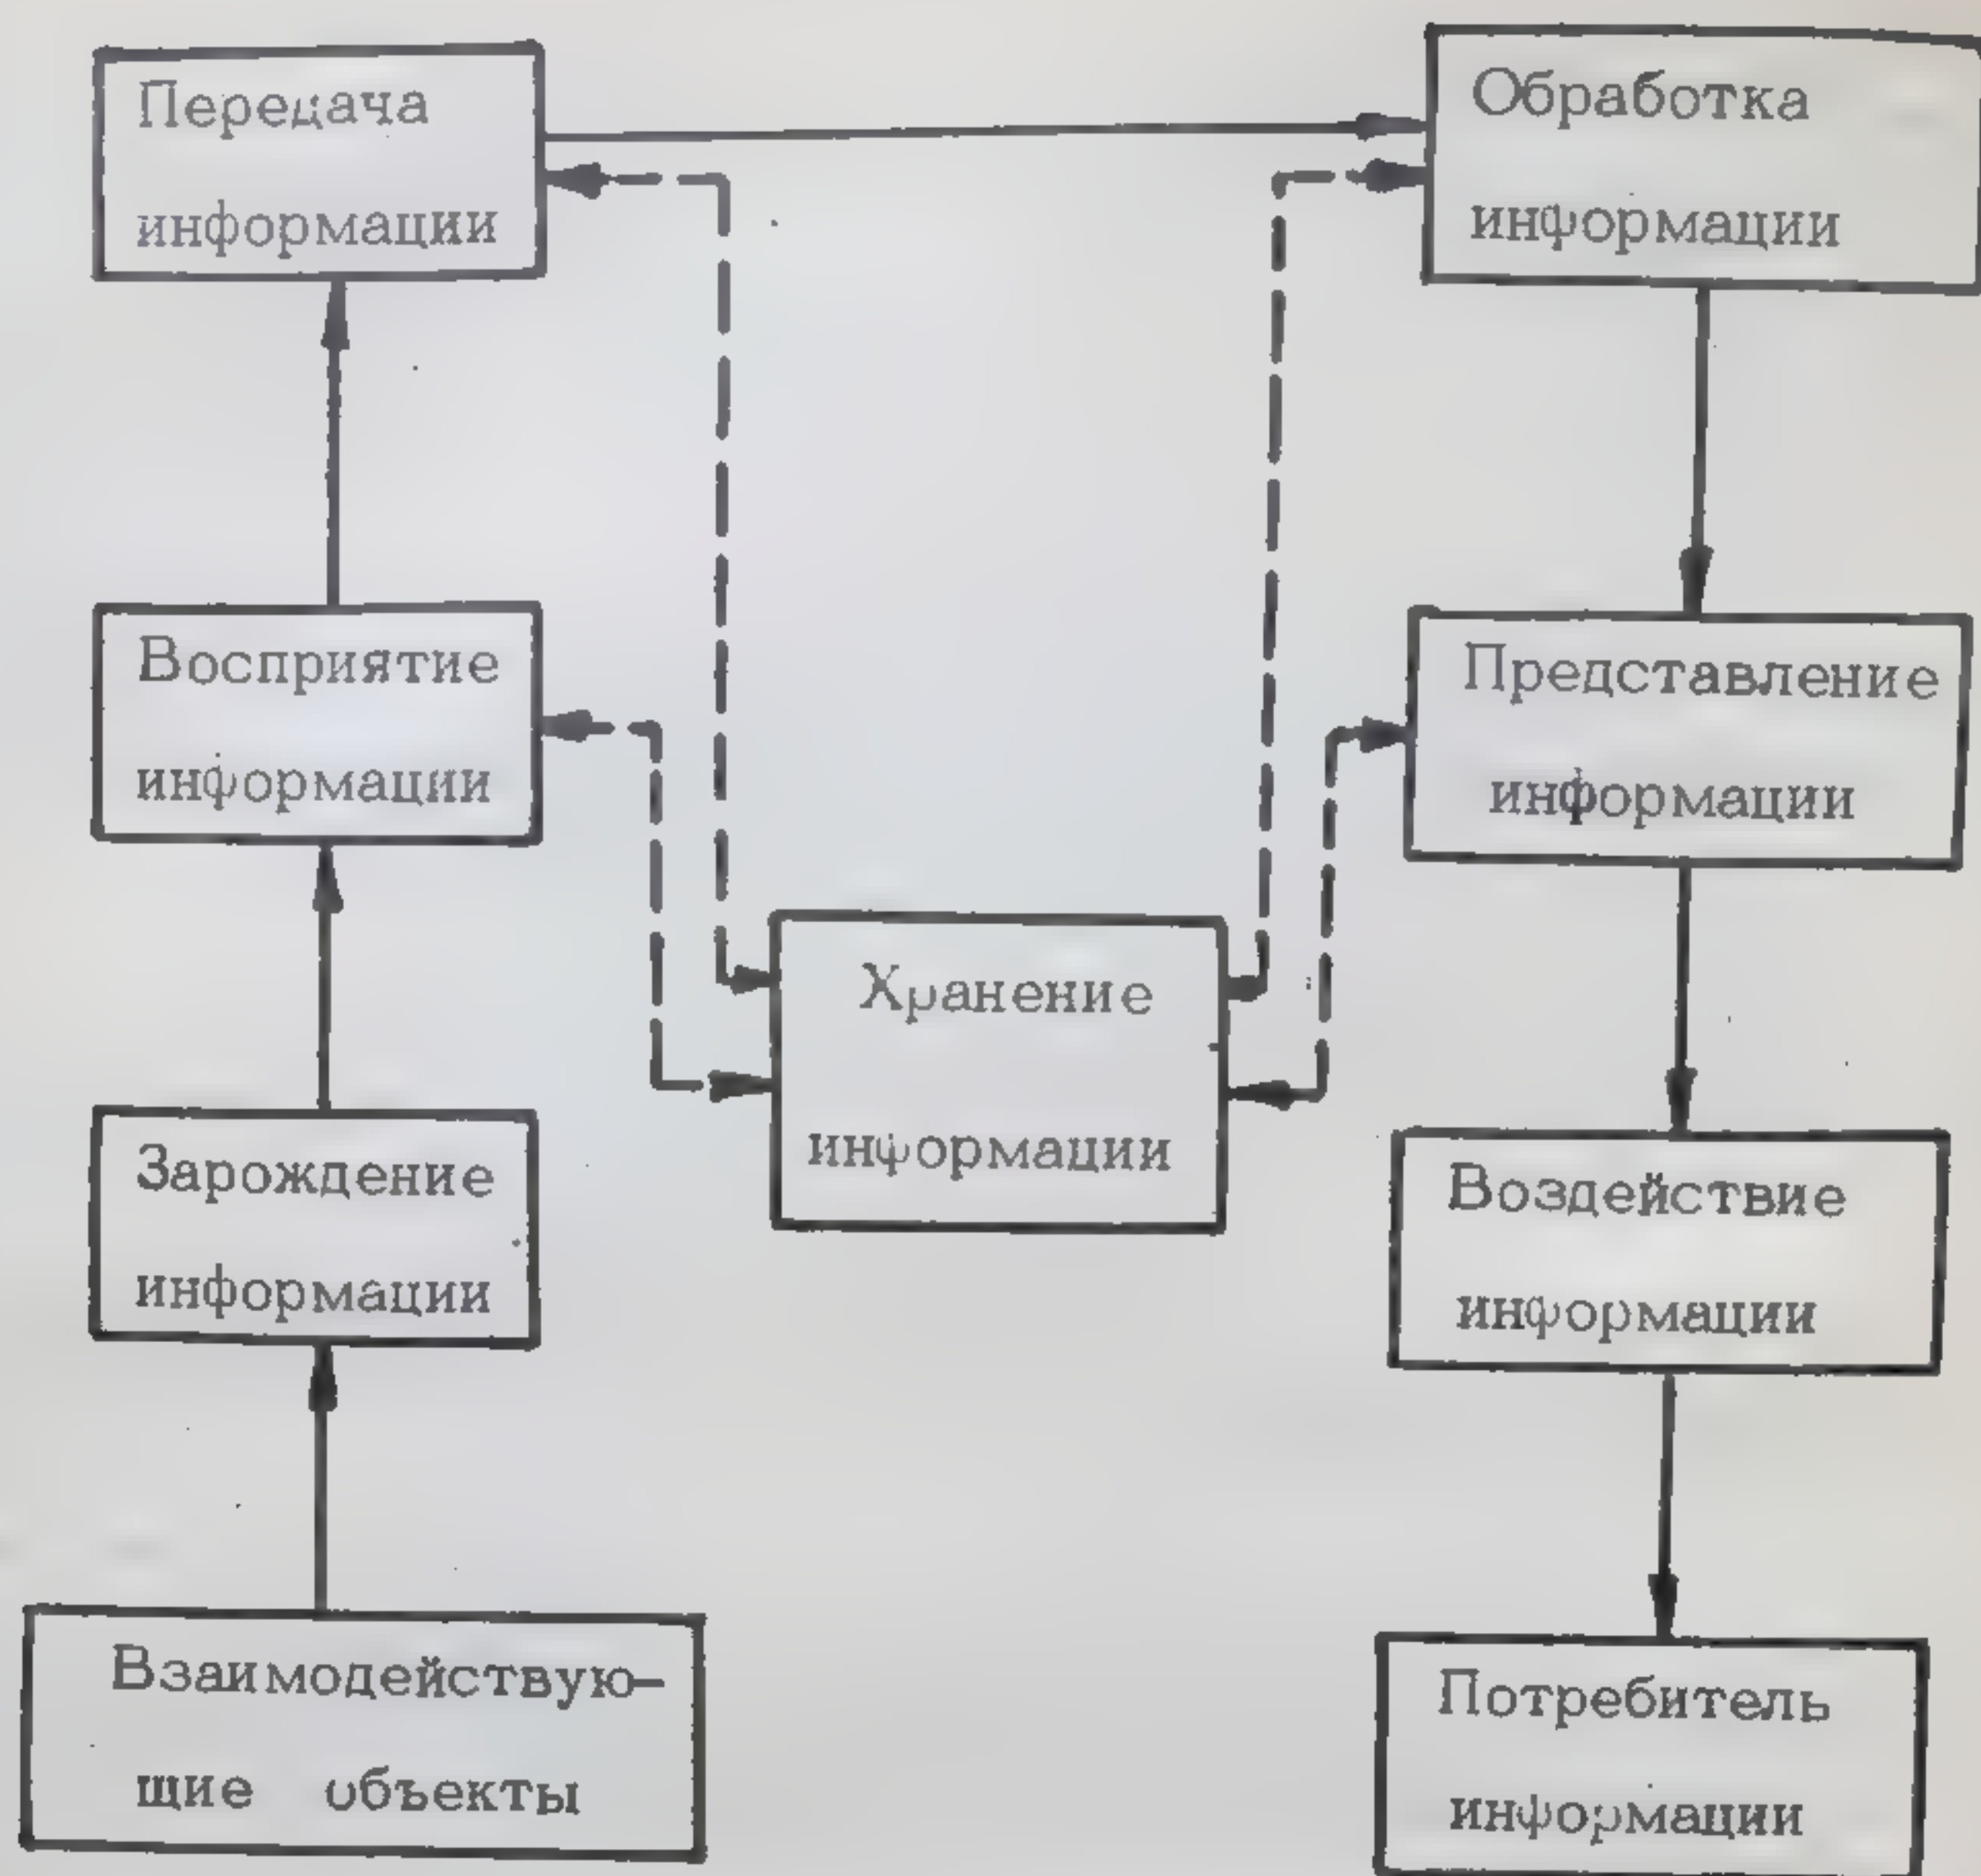 Передача
информации
Обработка
информации
Восприятие
информации
Представление
информации
Хранение
информации
Зарождение
информации
Воздействие
информации
Взаимодействую-
щие объекты
Потребитель
информации